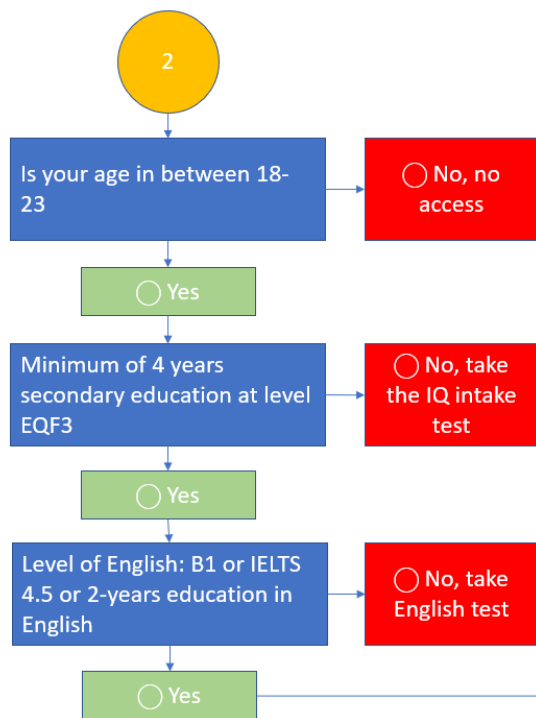 2
Is your age in between 18-
23
◯ No, no
access
◯ Yes
Minimum of 4 years
secondary education at level
EQF3
◯ No, take
the IQ intake
test
◯ Yes
Level of English: B1 or IELTS
4.5 or 2-years education in
English
◯ No, take
English test
◯ Yes